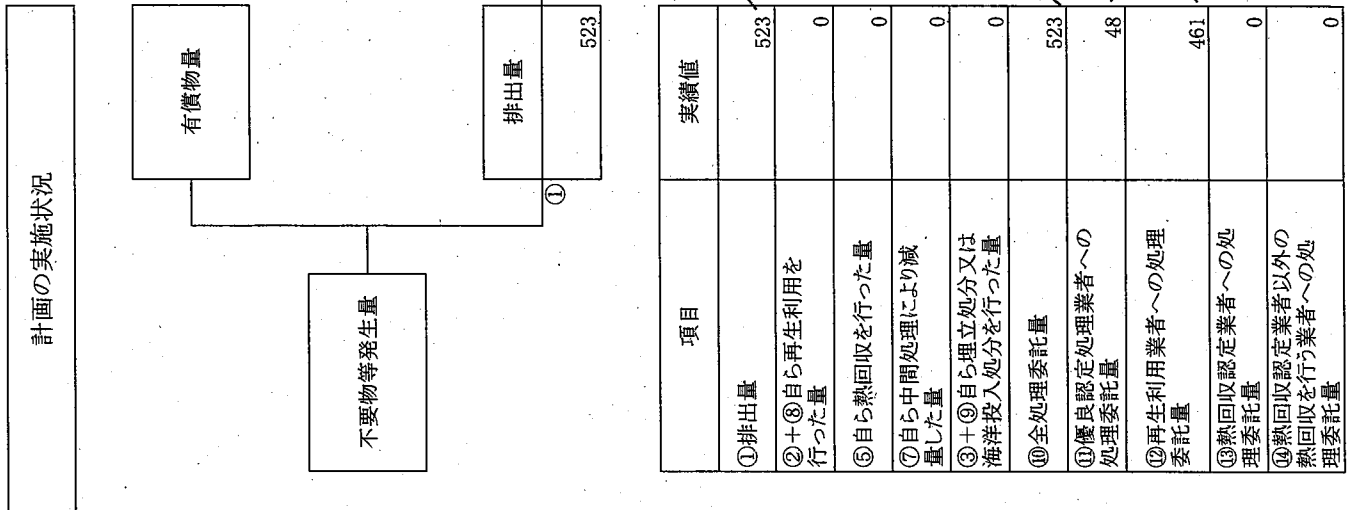 計画の実施状況
有償物量
不要物等発生量
排出量
①
523
項目
実績値
①排出量
523
②+⑧自ら再生利用を
行った量
0
⑤自ら熱回収を行った量
0
⑦自ら中間処理により減
量した量
0
③+⑨自ら埋立処分又は
海洋投入処分を行った量
0
⑩全処理委託量
523
⑪優良認定処理業者への
処理委託量
48
⑫再生利用業者への処理
委託量
461
⑬熱回収認定業者への処
理委託量
0
⑭熱回収認定業者以外の
熱回収を行う業者への処
理委託量
0